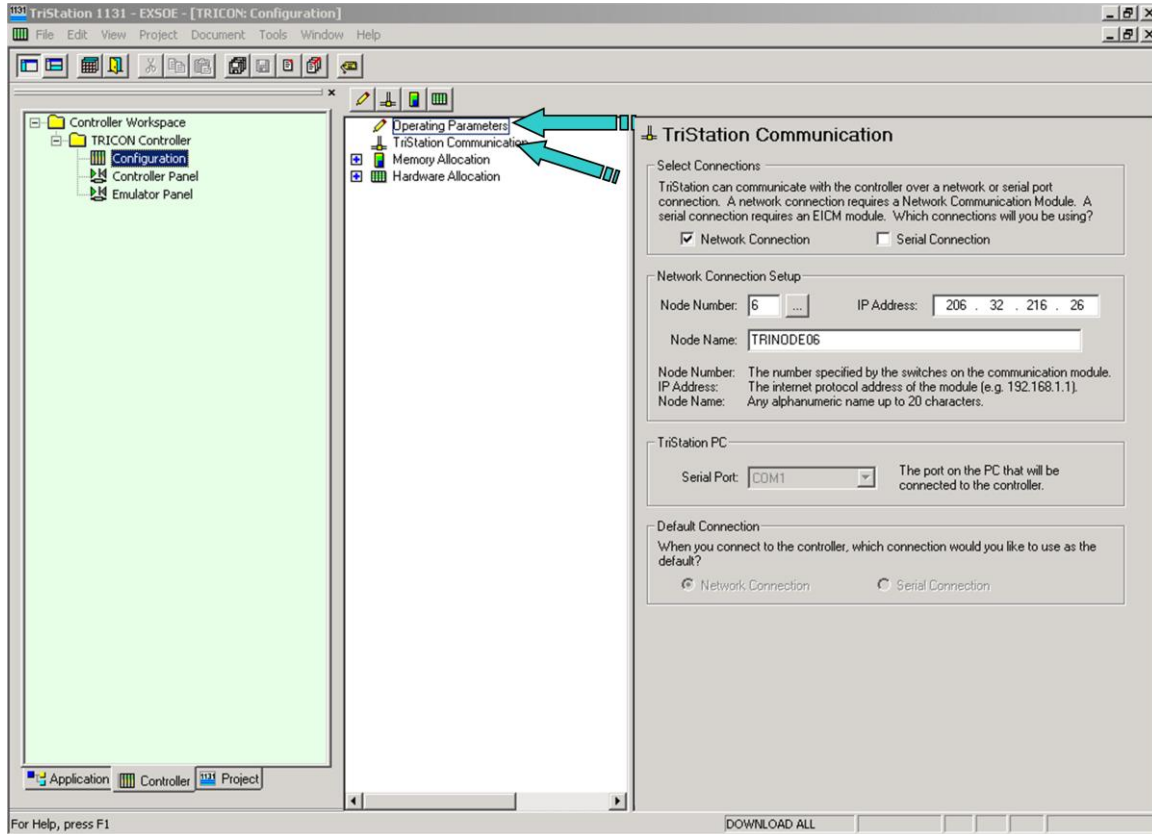 TriStation 1131 - EXSOE - [TRICON: Configuration]
File Edit View Project Document Tools Window Help
Controller Workspace
TRICON Controller
Configuration
Controller Panel
Emulator Panel
Application
Controller
Project
Operating Parameters
TriStation Communication
Memory Allocation
Hardware Allocation
TriStation Communication
Select Connections
TriStation can communicate with the controller over a network or serial port
connection. A network connection requires a Network Communication Module. A
serial connection requires an EICM module. Which connections will you be using?
Network Connection
Serial Connection
Network Connection Setup
Node Number: 6 ... IP Address: 206 . 32 . 216 . 26
Node Name: TRINODE06
Node Number: The number specified by the switches on the communication module.
IP Address: The internet protocol address of the module (e.g. 192.168.1.1).
Node Name: Any alphanumeric name up to 20 characters.
TriStation PC
Serial Port: COM1
The port on the PC that will be
connected to the controller.
Default Connection
When you connect to the controller, which connection would you like to use as the
default?
Network Connection
Serial Connection
For Help, press F1
DOWNLOAD ALL